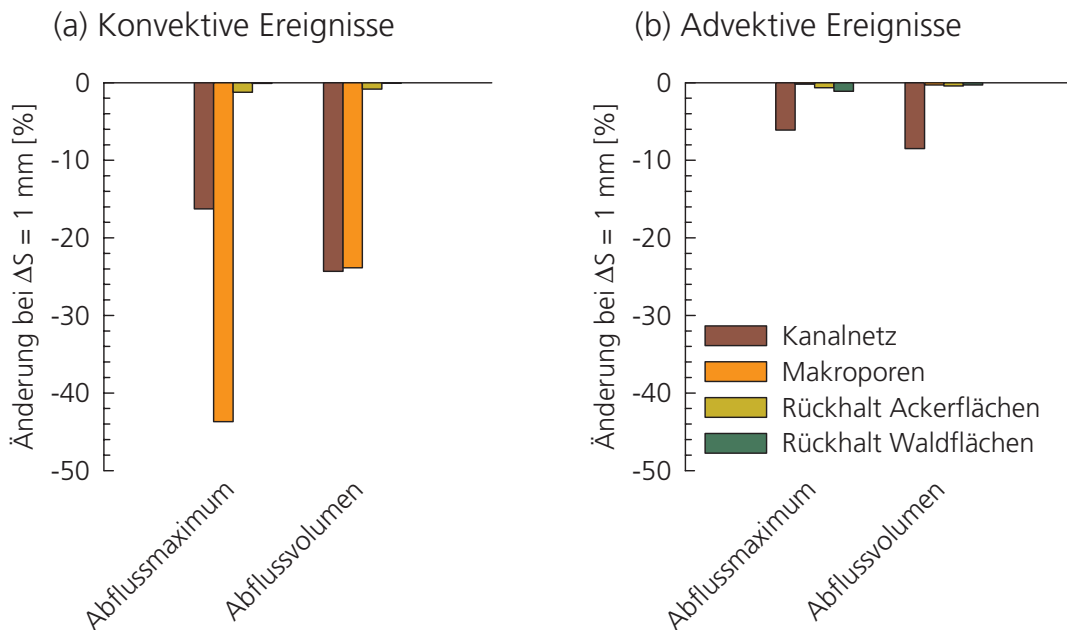 (a) Konvektive Ereignisse
Änderung bei ΔS = 1 mm [%]
0
-10
-20
-30
-40
-50
Abflussmaximum
Abflussvolumen
(b) Advektive Ereignisse
Änderung bei ΔS = 1 mm [%]
0
-10
-20
-30
-40
-50
Kanalnetz
Makroporen
Rückhalt Ackerflächen
Rückhalt Waldflächen
Abflussmaximum
Abflussvolumen